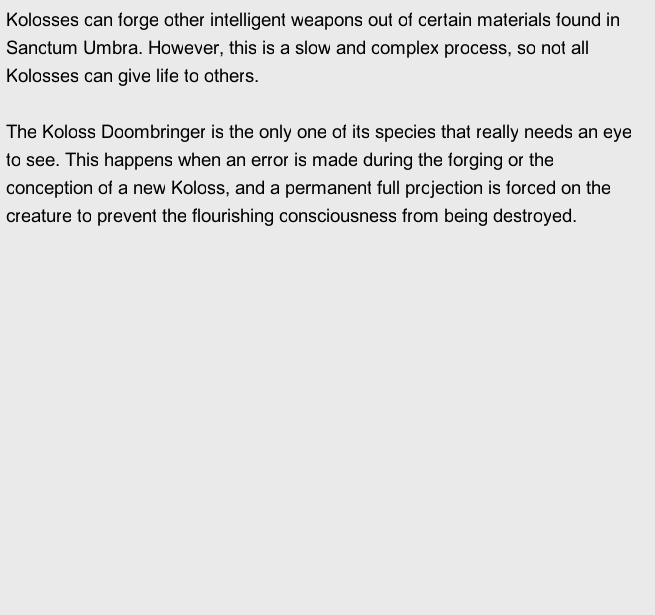 Kolosses can forge other intelligent weapons out of certain materials found in
Sanctum Umbra. However, this is a slow and complex process, so not all
Kolosses can give life to others.

The Koloss Doombringer is the only one of its species that really needs an eye
to see. This happens when an error is made during the forging or the
conception of a new Koloss, and a permanent full projection is forced on the
creature to prevent the flourishing consciousness from being destroyed.